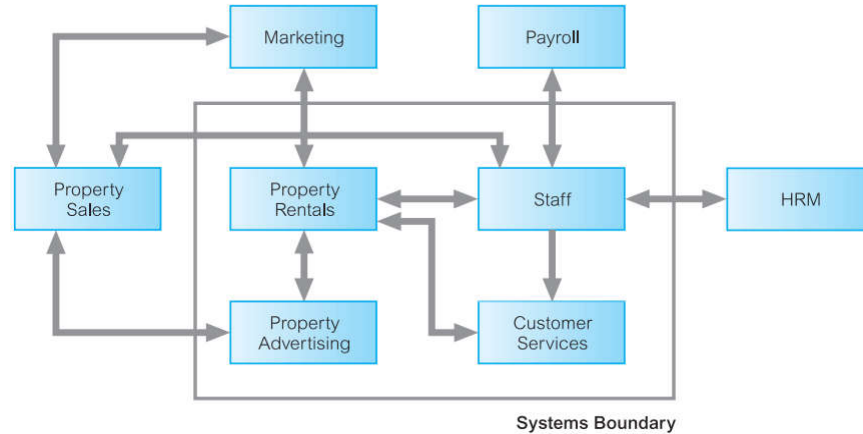 Marketing
Payroll
Property
Sales
Property
Rentals
Staff
HRM
Property
Advertising
Customer
Services
Systems Boundary